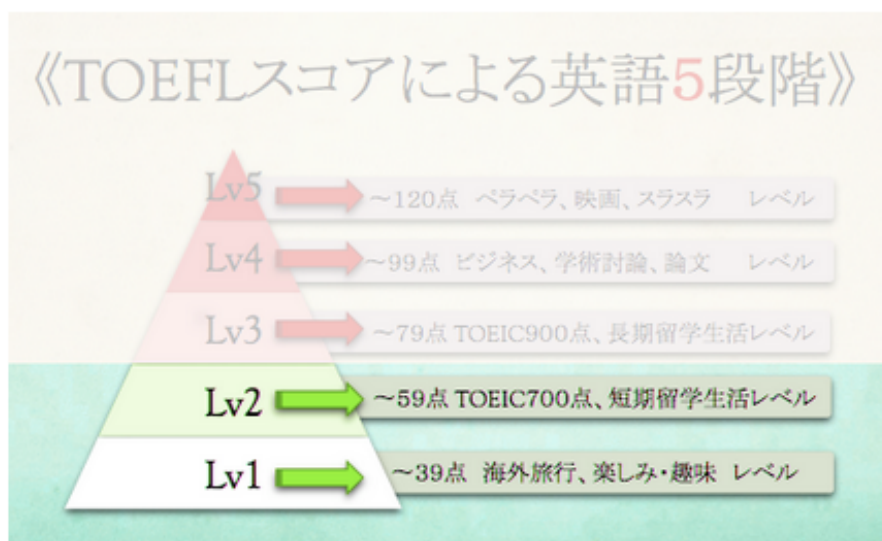 《TOEFLスコアによる英語5段階》
Lv5 ～120点 ペラペラ、映画、スラスラ レベル
Lv4 ～99点 ビジネス、学術討論、論文 レベル
Lv3 ～79点 TOEIC900点、長期留学生活レベル
Lv2 ～59点 TOEIC700点、短期留学生活レベル
Lv1 ～39点 海外旅行、楽しみ・趣味 レベル